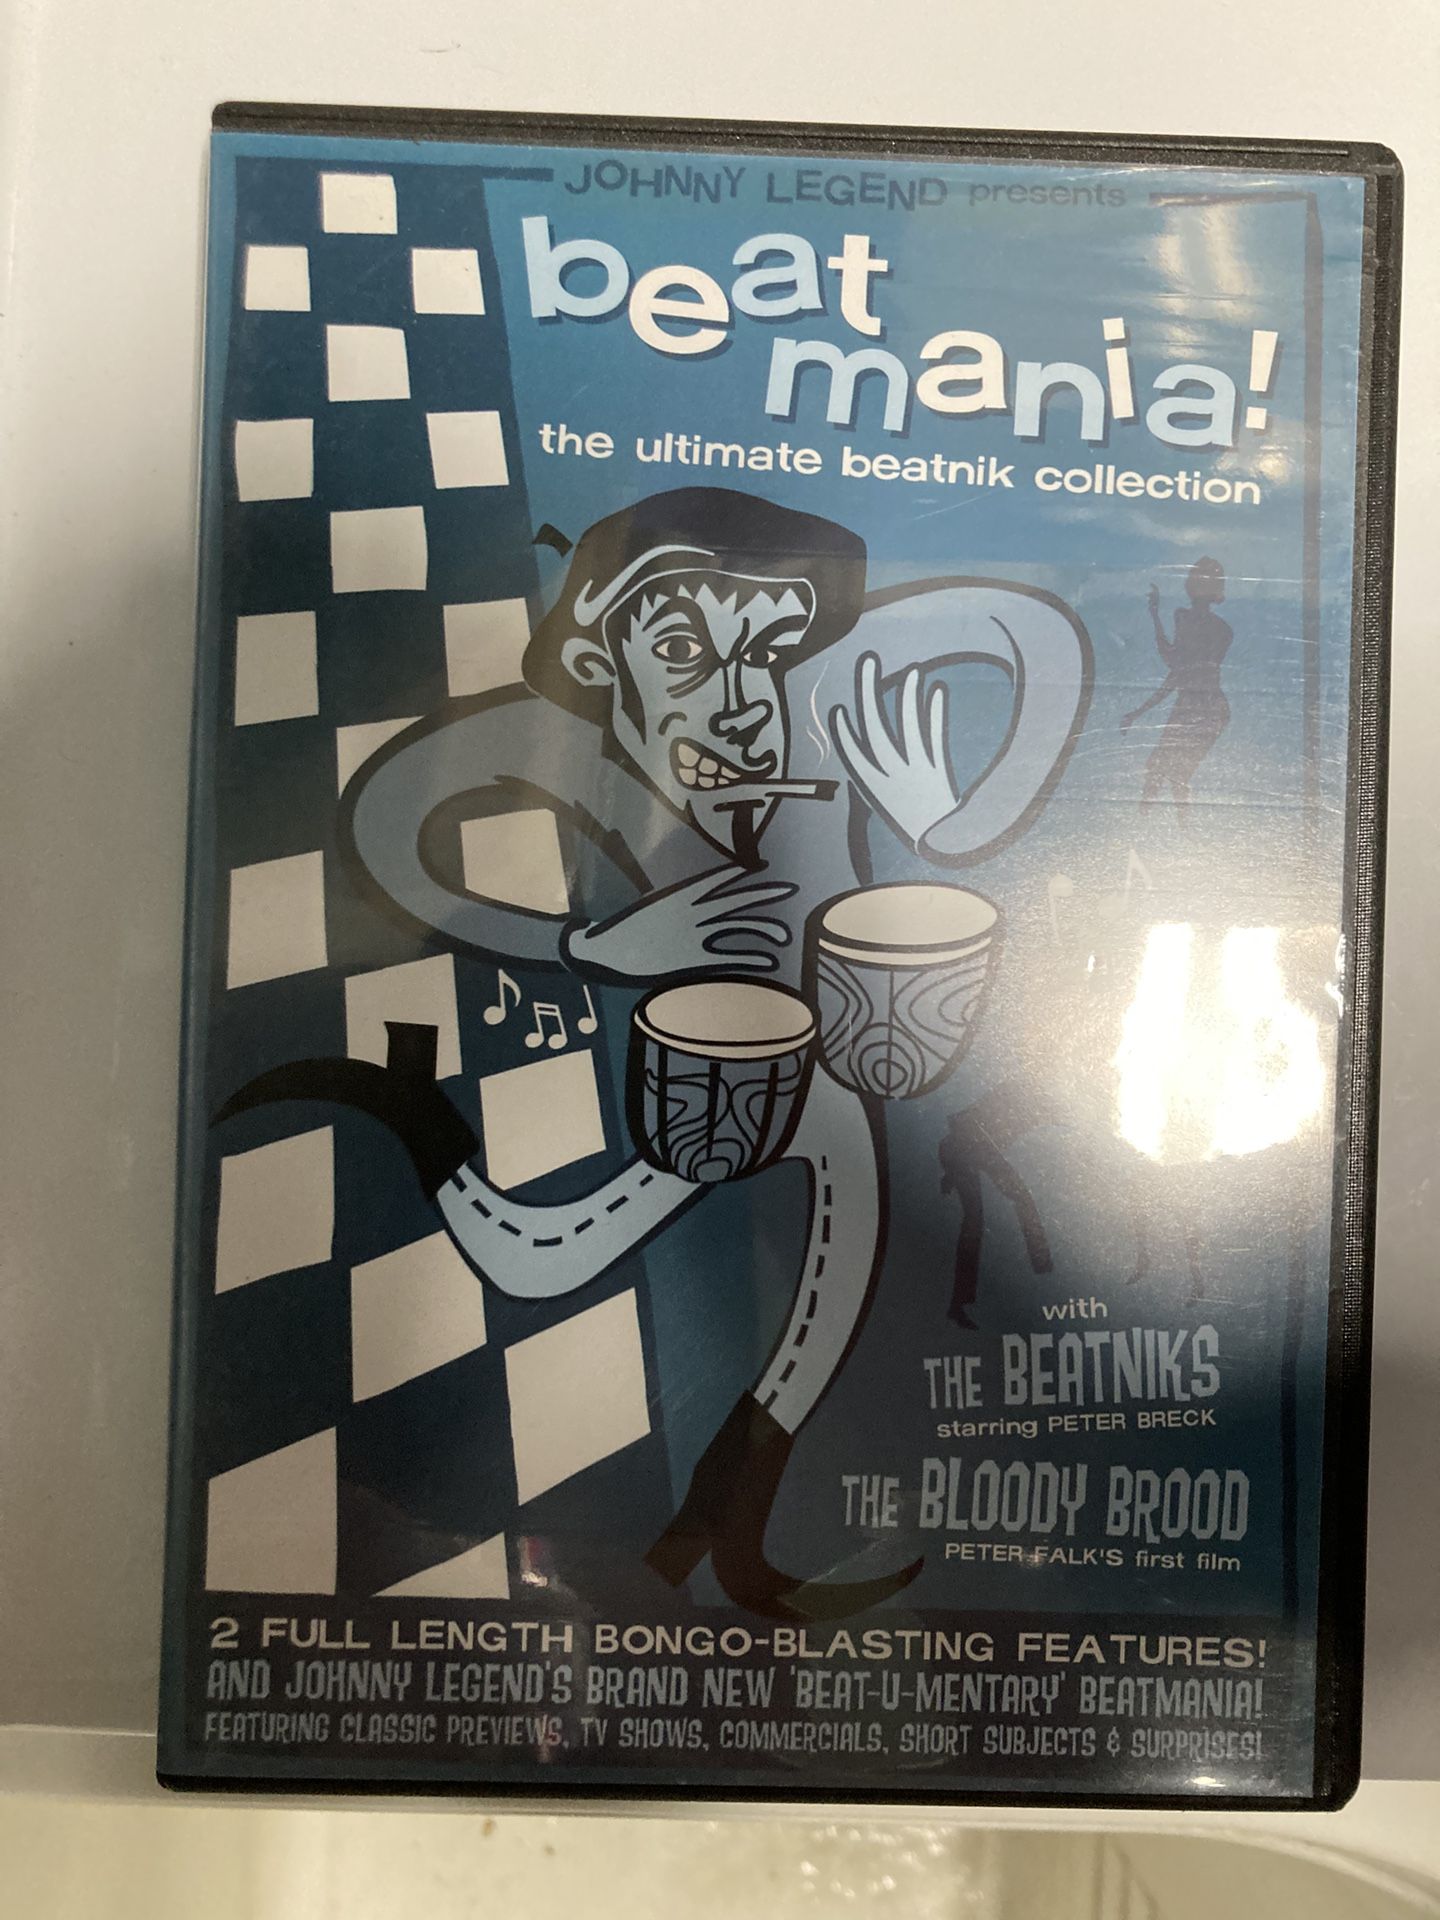 JOHNNY LEGEND presents
beat
mania!
the ultimate beatnik collection
with
THE BEATNIKS
starring PETER BRECK
THE BLOODY BROOD
PETER FALK'S first film
2 FULL LENGTH BONGO-BLASTING FEATURES!
AND JOHNNY LEGEND'S BRAND NEW 'BEAT-U-MENTARY' BEATMANIA!
FEATURING CLASSIC PREVIEWS, TV SHOWS, COMMERCIALS, SHORT SUBJECTS & SURPRISES!